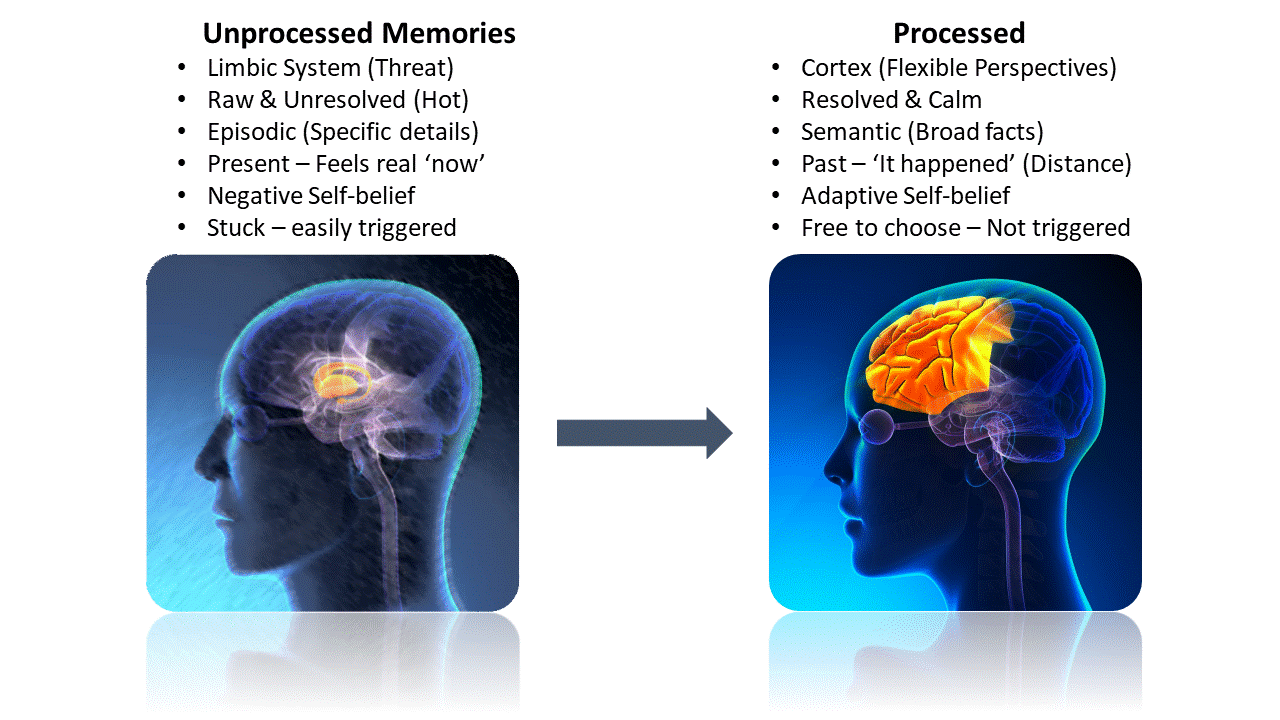 Unprocessed Memories
• Limbic System (Threat)
• Raw & Unresolved (Hot)
• Episodic (Specific details)
• Present – Feels real ‘now’
• Negative Self-belief
• Stuck – easily triggered
Processed
• Cortex (Flexible Perspectives)
• Resolved & Calm
• Semantic (Broad facts)
• Past – ‘It happened’ (Distance)
• Adaptive Self-belief
• Free to choose – Not triggered